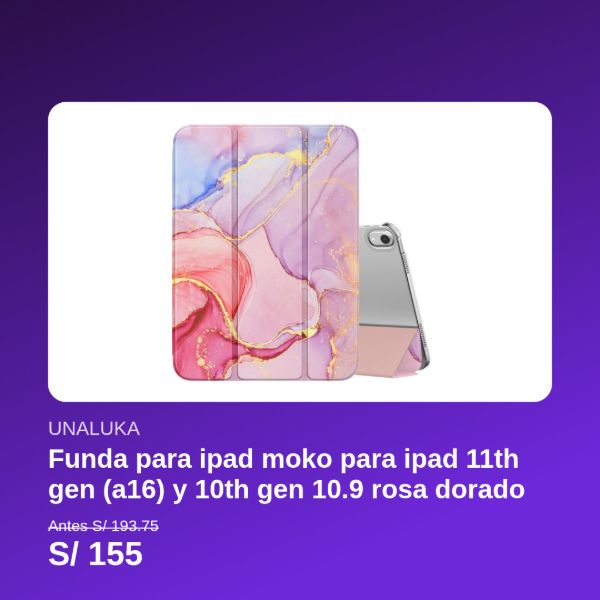 UNALUKA
Funda para ipad moko para ipad 11th
gen (a16) y 10th gen 10.9 rosa dorado
Antes S/ 193.75
S/ 155